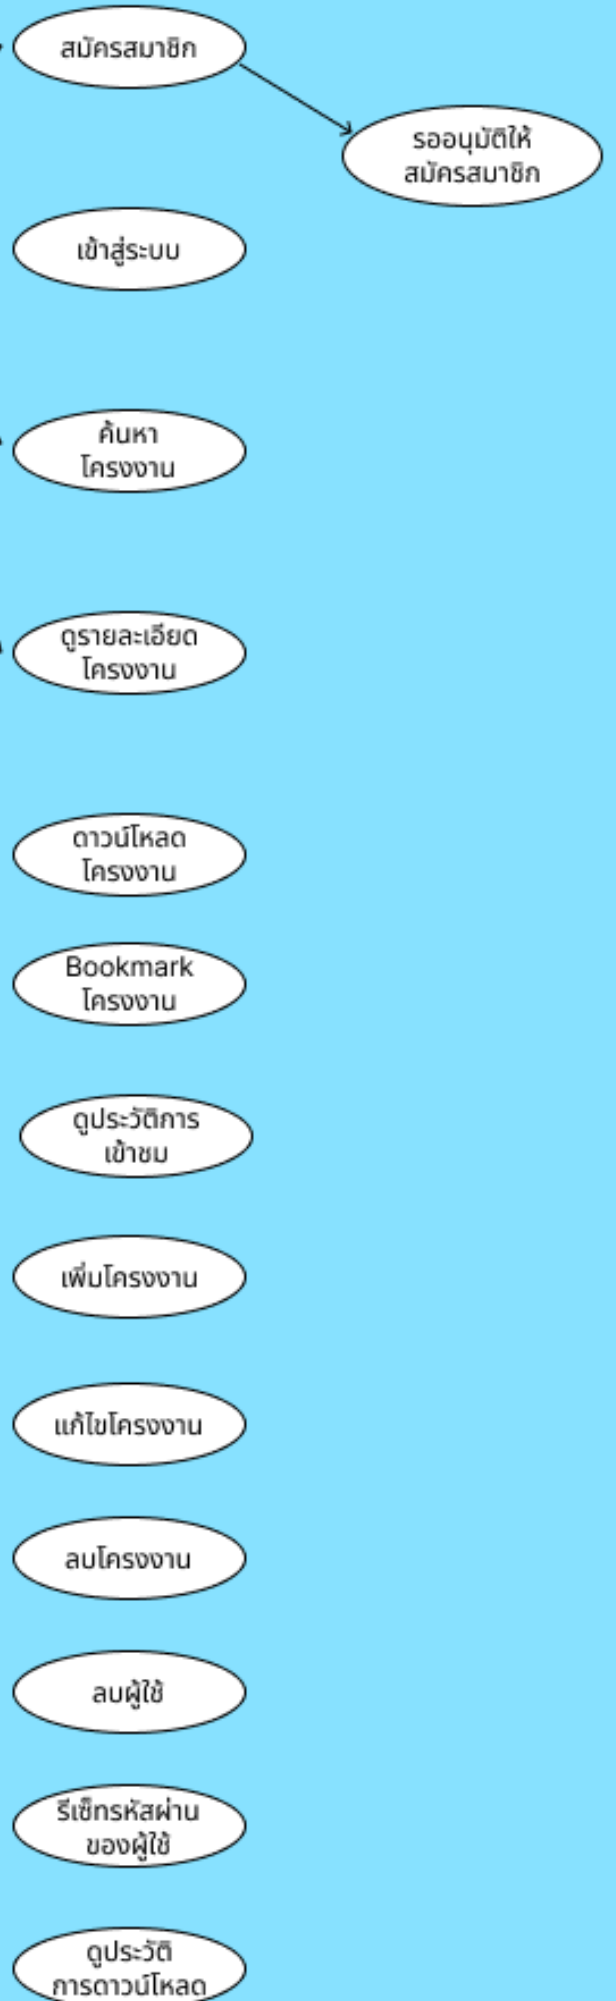 สมัครสมาชิก
รออนุมัติให้
สมัครสมาชิก
เข้าสู่ระบบ
ค้นหา
โครงงาน
ดูรายละเอียด
โครงงาน
ดาวน์โหลด
โครงงาน
Bookmark
โครงงาน
ดูประวัติการ
เข้าชม
เพิ่มโครงงาน
แก้ไขโครงงาน
ลบโครงงาน
ลบผู้ใช้
รีเซ็ทรหัสผ่าน
ของผู้ใช้
ดูประวัติ
การดาวน์โหลด